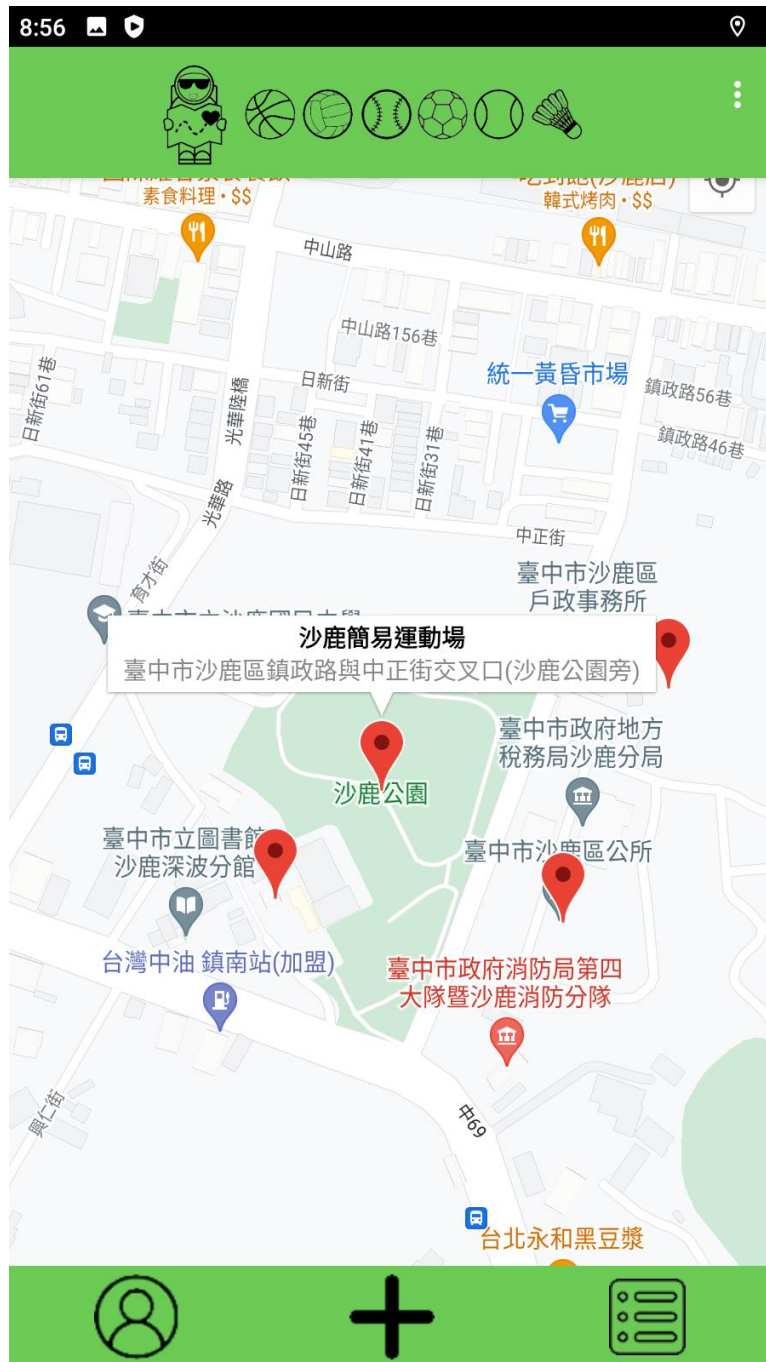 8:56
素食料理・$$
吃到飽(沙鹿店)
韓式烤肉・$$
中山路
中山路156巷
日新街
統一黃昏市場
鎮政路56巷
鎮政路46巷
日新街61巷
光華陸橋
日新街45巷
日新街41巷
日新街31巷
光華路
中正街
育才街
臺中市沙鹿區
戶政事務所
沙鹿簡易運動場
臺中市沙鹿區鎮政路與中正街交叉口(沙鹿公園旁)
臺中市政府地方
稅務局沙鹿分局
沙鹿公園
臺中市立圖書館
沙鹿深波分館
臺中市沙鹿區公所
台灣中油 鎮南站(加盟)
臺中市政府消防局第四
大隊暨沙鹿消防分隊
興仁街
中69
台北永和黑豆漿